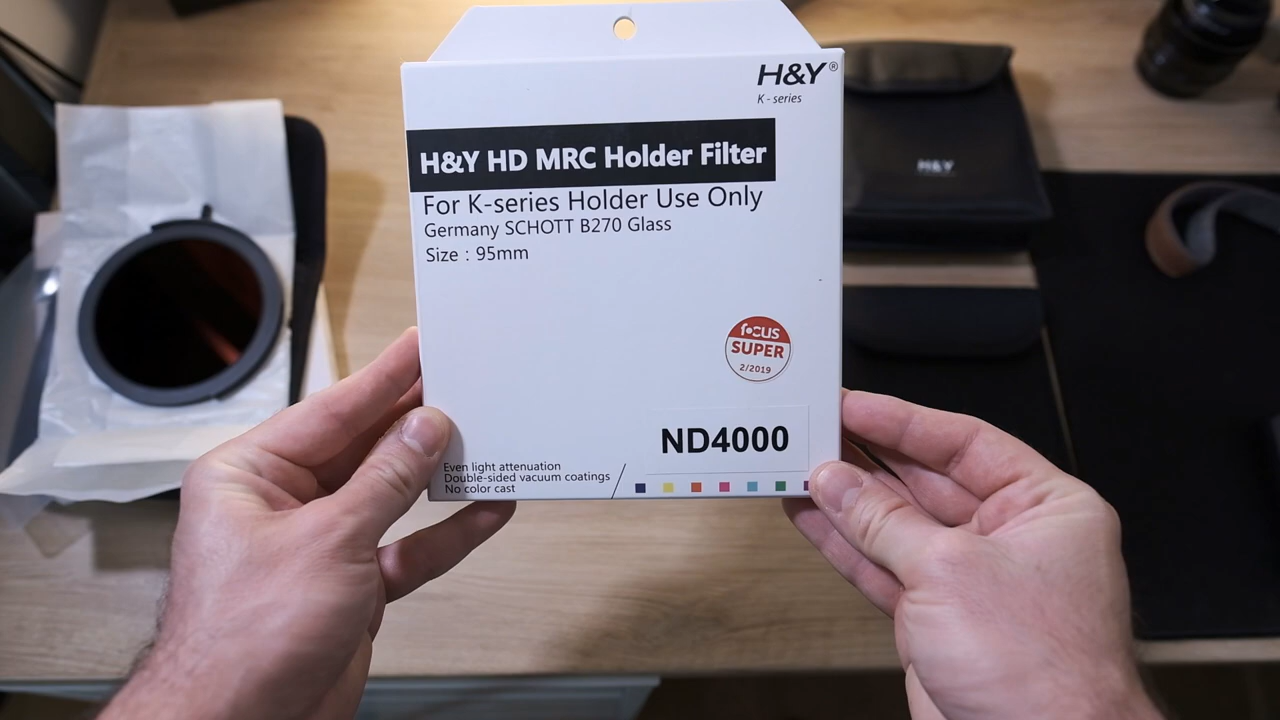 H&Y®
K - series
H&Y HD MRC Holder Filter
For K-series Holder Use Only
Germany SCHOTT B270 Glass
Size : 95mm
H&Y
focus
SUPER
2/2019
ND4000
Even light attenuation
Double-sided vacuum coatings
No color cast